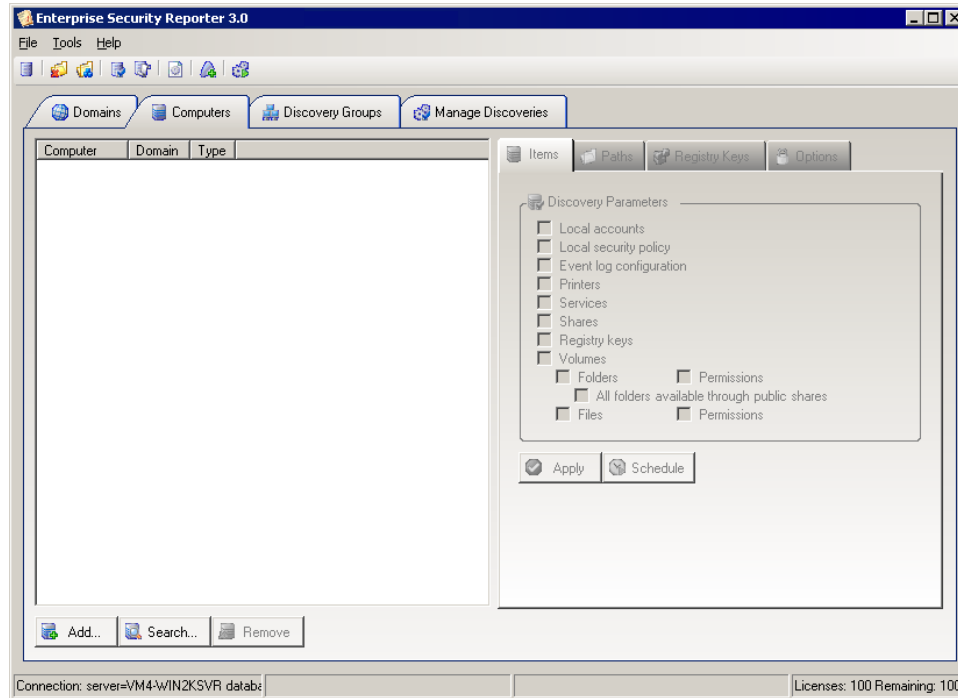 Enterprise Security Reporter 3.0
File Tools Help
Domains Computers Discovery Groups Manage Discoveries
Computer Domain Type
Items Paths Registry Keys Options
Discovery Parameters
Local accounts
Local security policy
Event log configuration
Printers
Services
Shares
Registry keys
Volumes
Folders Permissions
All folders available through public shares
Files Permissions
Apply Schedule
Add... Search... Remove
Connection: server=VM4-WIN2KSVR databa
Licenses: 100 Remaining: 100